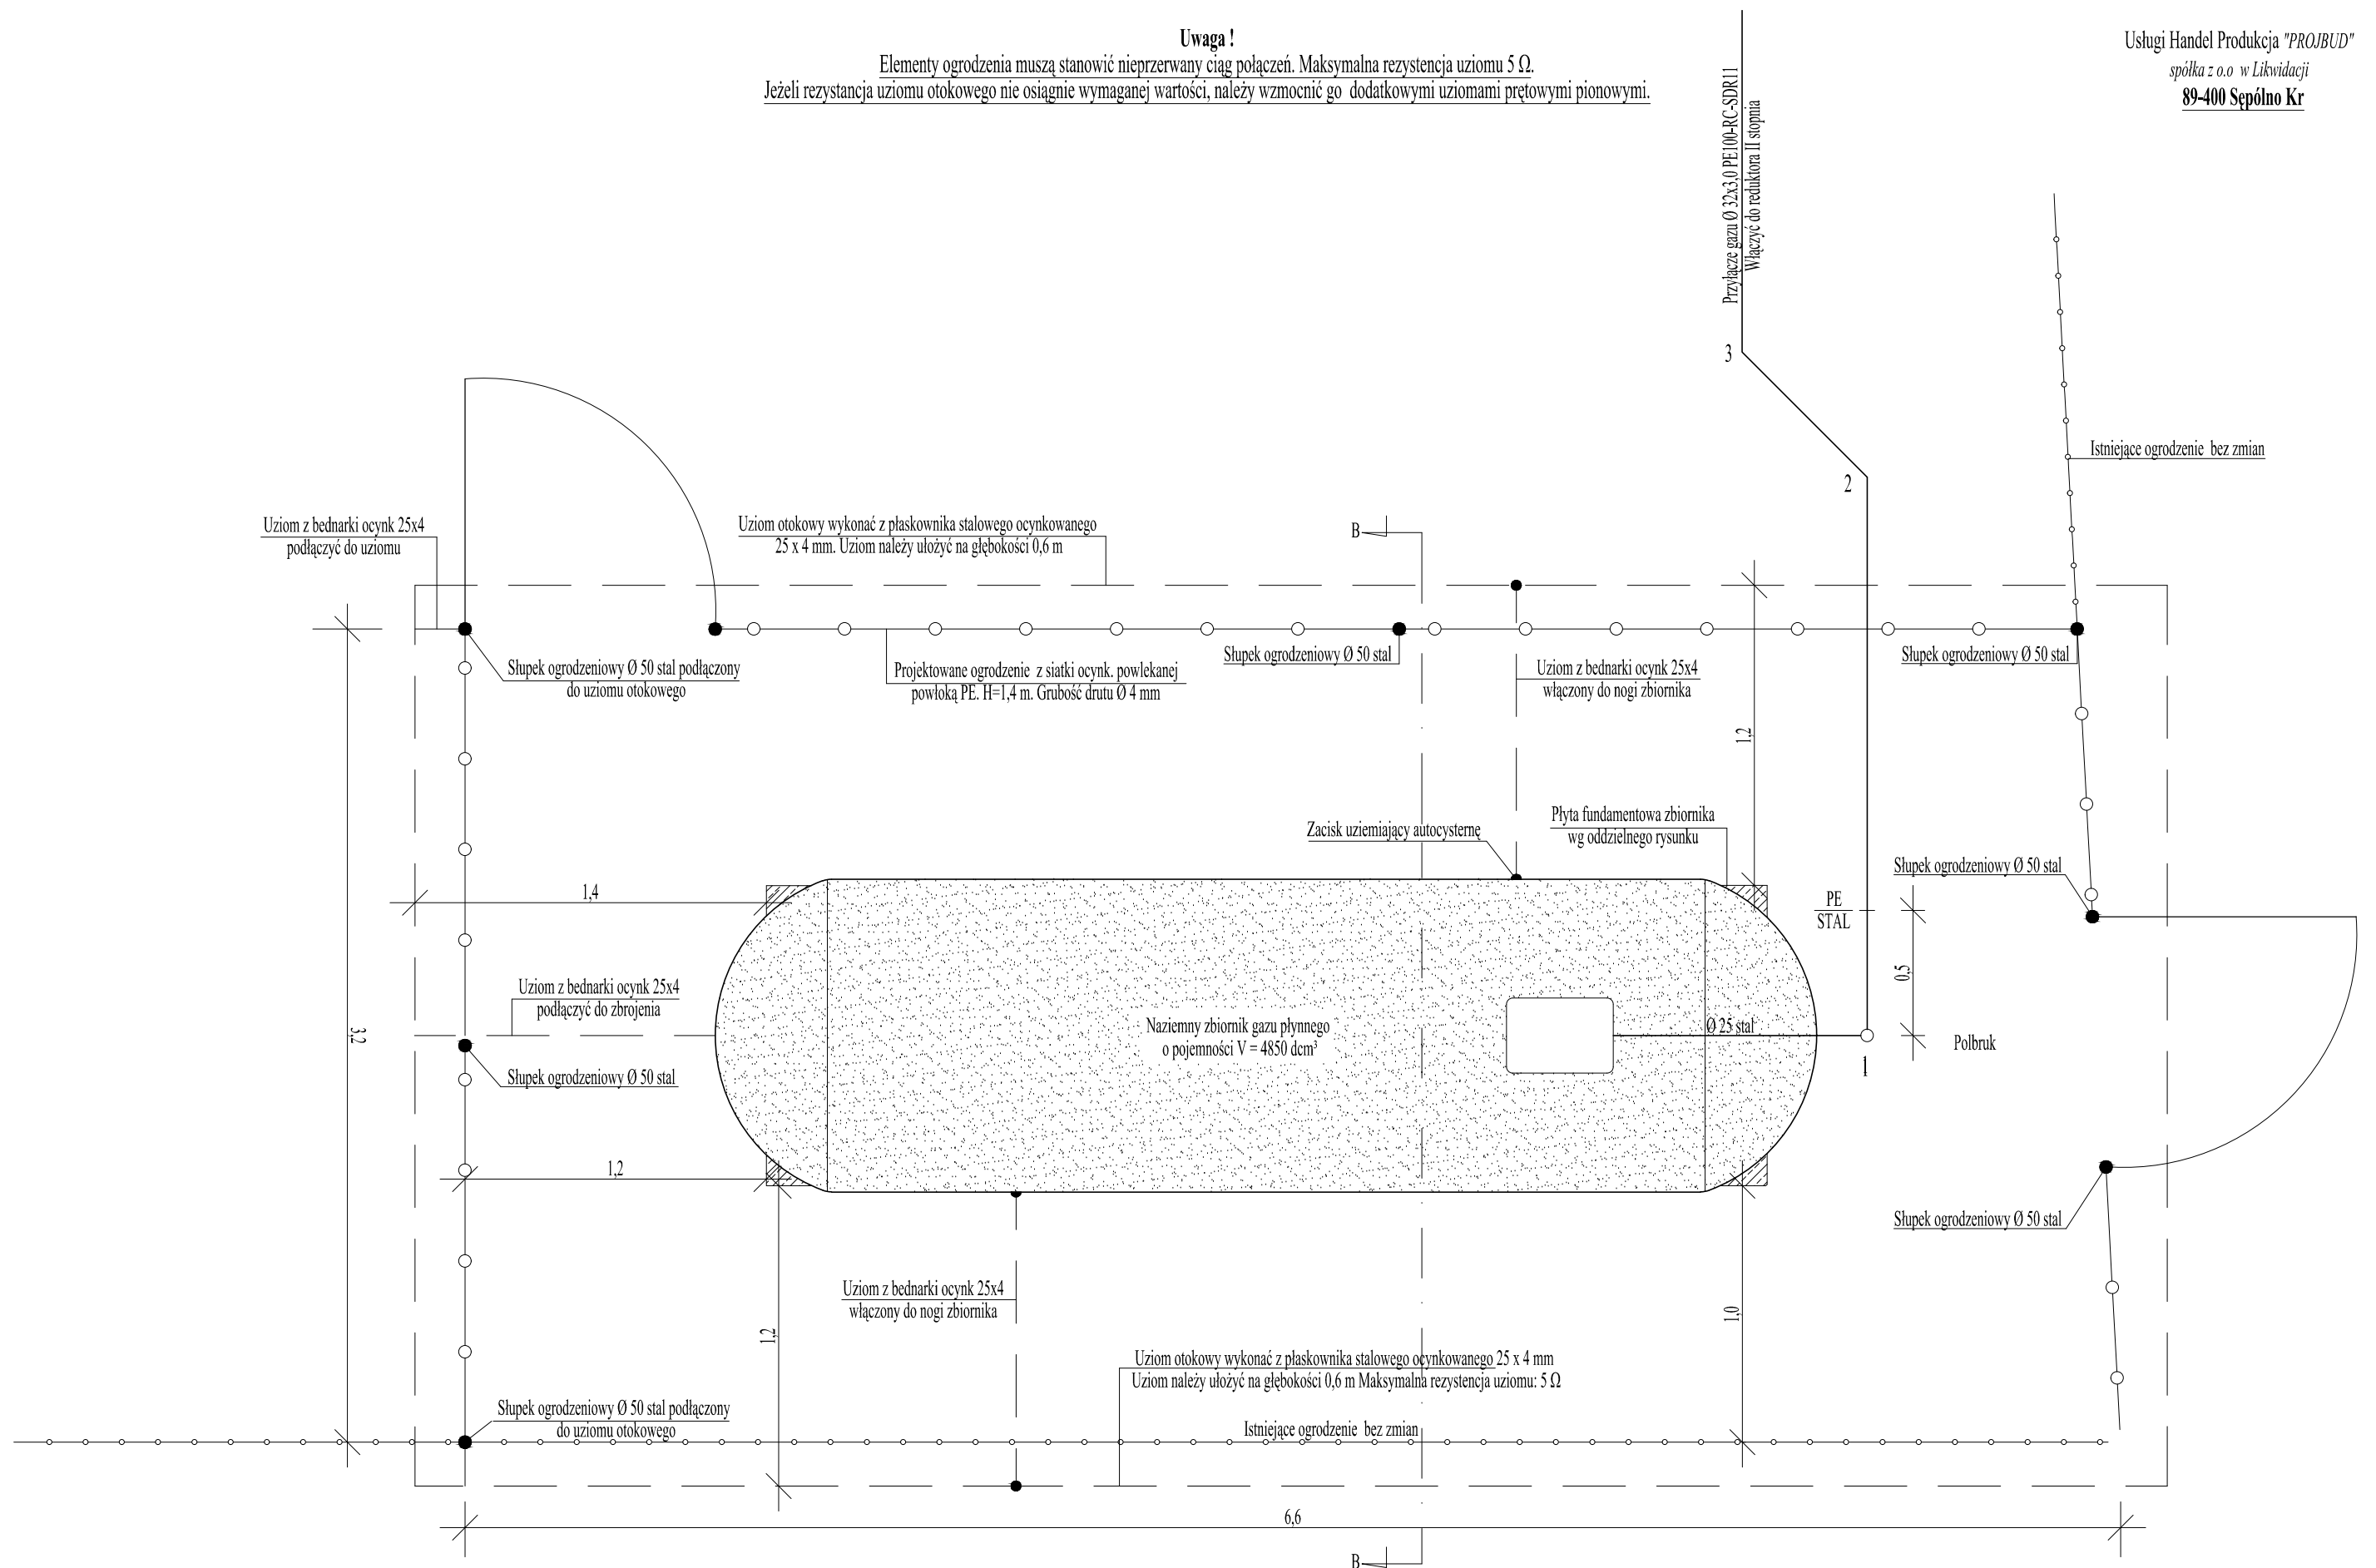 Uwaga !
Elementy ogrodzenia muszą stanowić nieprzerwany ciąg połączeń. Maksymalna rezystencja uziomu 5 Ω.
Jeżeli rezystancja uziomu otokowego nie osiągnie wymaganej wartości, należy wzmocnić go dodatkowymi uziomami prętowymi pionowymi.
Usługi Handel Produkcja "PROJBUD"
spółka z o.o w Likwidacji
89-400 Sępólno Kr
Przyłącze gazu Ø 32x3,0 PE100-RC-SDR11
Włączyć do reduktora II stopnia
3
2
Istniejące ogrodzenie bez zmian
Uziom z bednarki ocynk 25x4
podłączyć do uziomu
Uziom otokowy wykonać z płaskownika stalowego ocynkowanego
25 x 4 mm. Uziom należy ułożyć na głębokości 0,6 m
B
Słupek ogrodzeniowy Ø 50 stal podłączony
do uziomu otokowego
Projektowane ogrodzenie z siatki ocynk. powlekanej
powłoką PE. H=1,4 m. Grubość drutu Ø 4 mm
Słupek ogrodzeniowy Ø 50 stal
Uziom z bednarki ocynk 25x4
włączony do nogi zbiornika
Słupek ogrodzeniowy Ø 50 stal
1,2
Zacisk uziemiający autocysternę
Płyta fundamentowa zbiornika
wg oddzielnego rysunku
Słupek ogrodzeniowy Ø 50 stal
1,4
PE
STAL
0,5
Uziom z bednarki ocynk 25x4
podłączyć do zbrojenia
3,2
Naziemny zbiornik gazu płynnego
o pojemności V = 4850 dcm³
Ø 25 stal
1
Polbruk
Słupek ogrodzeniowy Ø 50 stal
1,2
Słupek ogrodzeniowy Ø 50 stal
Uziom z bednarki ocynk 25x4
włączony do nogi zbiornika
1,2
1,0
Uziom otokowy wykonać z płaskownika stalowego ocynkowanego 25 x 4 mm
Uziom należy ułożyć na głębokości 0,6 m Maksymalna rezystencja uziomu: 5 Ω
Słupek ogrodzeniowy Ø 50 stal podłączony
do uziomu otokowego
Istniejące ogrodzenie bez zmian
6,6
B